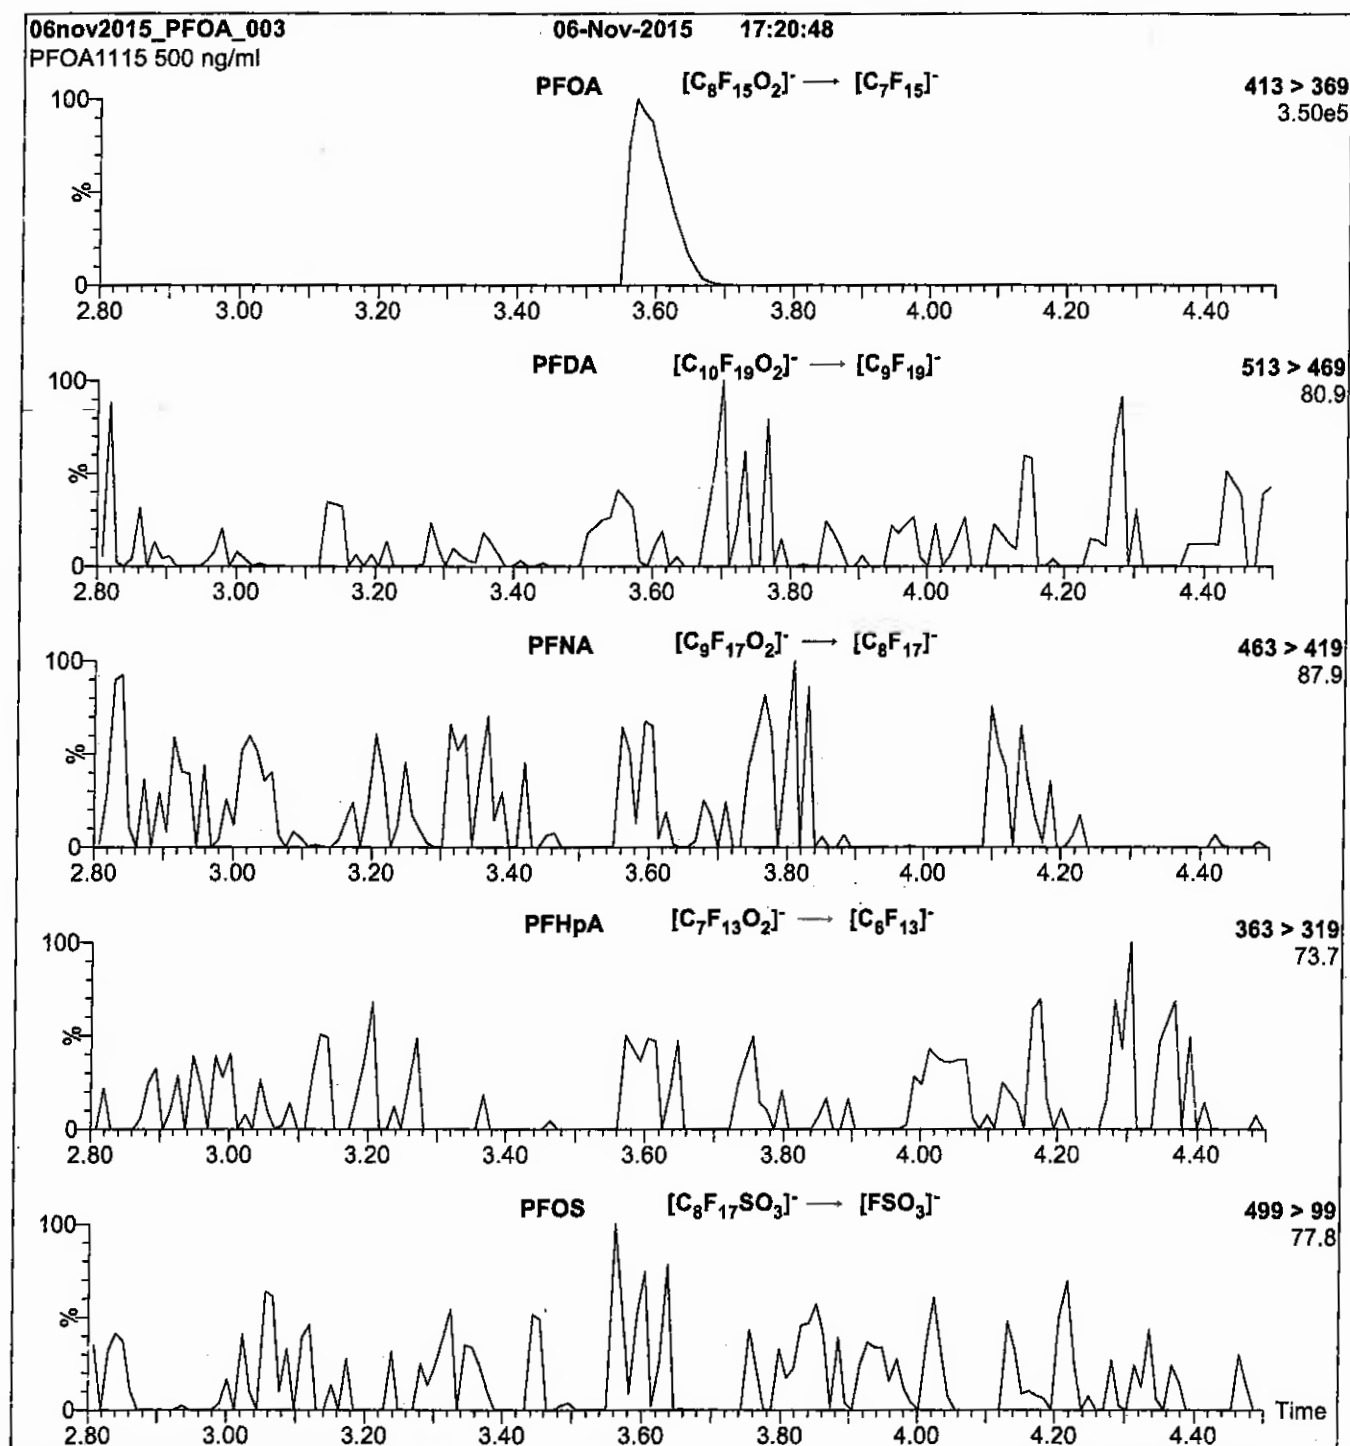 06nov2015_PFOA_003 06-Nov-2015 17:20:48
PFOA1115 500 ng/ml
PFOA [C₈F₁₅O₂]⁻ ⟶ [C₇F₁₅]⁻ 413 > 369
3.50e5
100
%
0
2.80 3.00 3.20 3.40 3.60 3.80 4.00 4.20 4.40
PFDA [C₁₀F₁₉O₂]⁻ ⟶ [C₉F₁₉]⁻ 513 > 469
80.9
100
%
0
2.80 3.00 3.20 3.40 3.60 3.80 4.00 4.20 4.40
PFNA [C₉F₁₇O₂]⁻ ⟶ [C₈F₁₇]⁻ 463 > 419
87.9
100
%
0
2.80 3.00 3.20 3.40 3.60 3.80 4.00 4.20 4.40
PFHpA [C₇F₁₃O₂]⁻ ⟶ [C₆F₁₃]⁻ 363 > 319
73.7
100
%
0
2.80 3.00 3.20 3.40 3.60 3.80 4.00 4.20 4.40
PFOS [C₈F₁₇SO₃]⁻ ⟶ [FSO₃]⁻ 499 > 99
77.8
100
%
0
Time
2.80 3.00 3.20 3.40 3.60 3.80 4.00 4.20 4.40